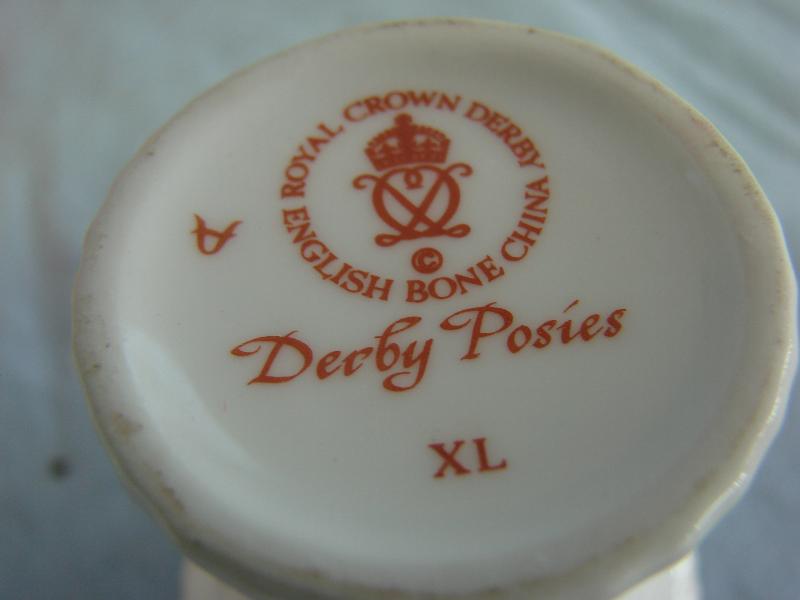 ROYAL CROWN DERBY
©
ENGLISH BONE CHINA
Derby Posies
XL